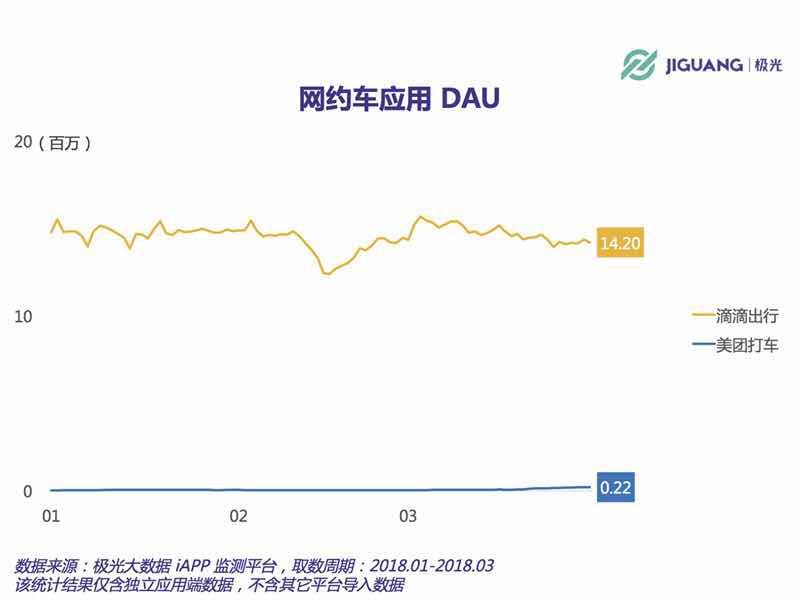 JIGUANG | 极光
网约车应用 DAU
20（百万）
14.20
10
滴滴出行
美团打车
0
0.22
01
02
03
数据来源：极光大数据 iAPP 监测平台，取数周期：2018.01-2018.03
该统计结果仅含独立应用端数据，不含其它平台导入数据